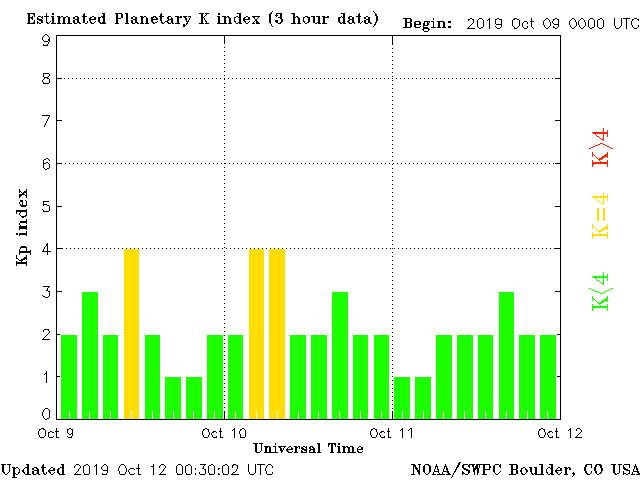 Estimated Planetary K index (3 hour data) Begin: 2019 Oct 09 0000 UTC
9
8
7
6
5
4
3
2
1
0
Kp index
K>4
K=4
K<4
Oct 9 Oct 10 Oct 11 Oct 12
Universal Time
Updated 2019 Oct 12 00:30:02 UTC NOAA/SWPC Boulder, CO USA